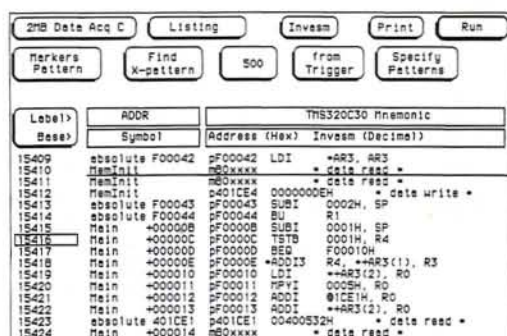 2MB Data Acq C Listing Invasm Print Run
Markers Pattern Find X-pattern 500 from Trigger Specify Patterns
Label> ADDR TMS320C30 Mnemonic
Base> Symbol Address (Hex) Invasm (Decimal)
15409 absolute F00042 pF00042 LDI *AR3, AR3
15410 MemInit m80xxxx * data read *
15411 MemInit m80xxxx * data read *
15412 MemInit p401CE4 000000DEH * data write *
15413 absolute F00043 pF00043 SUBI 0002H, SP
15414 absolute F00044 pF00044 BU R1
15415 Main +00000B pF0000B SUBI 0001H, SP
15416 Main +00000C pF0000C TSTB 0001H, R4
15417 Main +00000D pF0000D BEQ F00010H
15418 Main +00000E pF0000E *ADDI3 R4, *+AR3(1), R3
15419 Main +000010 pF00010 LDI *+AR3(2), R0
15420 Main +000011 pF00011 MPYI 0005H, R0
15421 Main +000012 pF00012 ADDI @1CE1H, R0
15422 Main +000013 pF00013 ADDI *+AR3(2), R0
15423 absolute 401CE1 p401CE1 00400532H * data read *
15424 Main +000014 m80xxxx * data read *